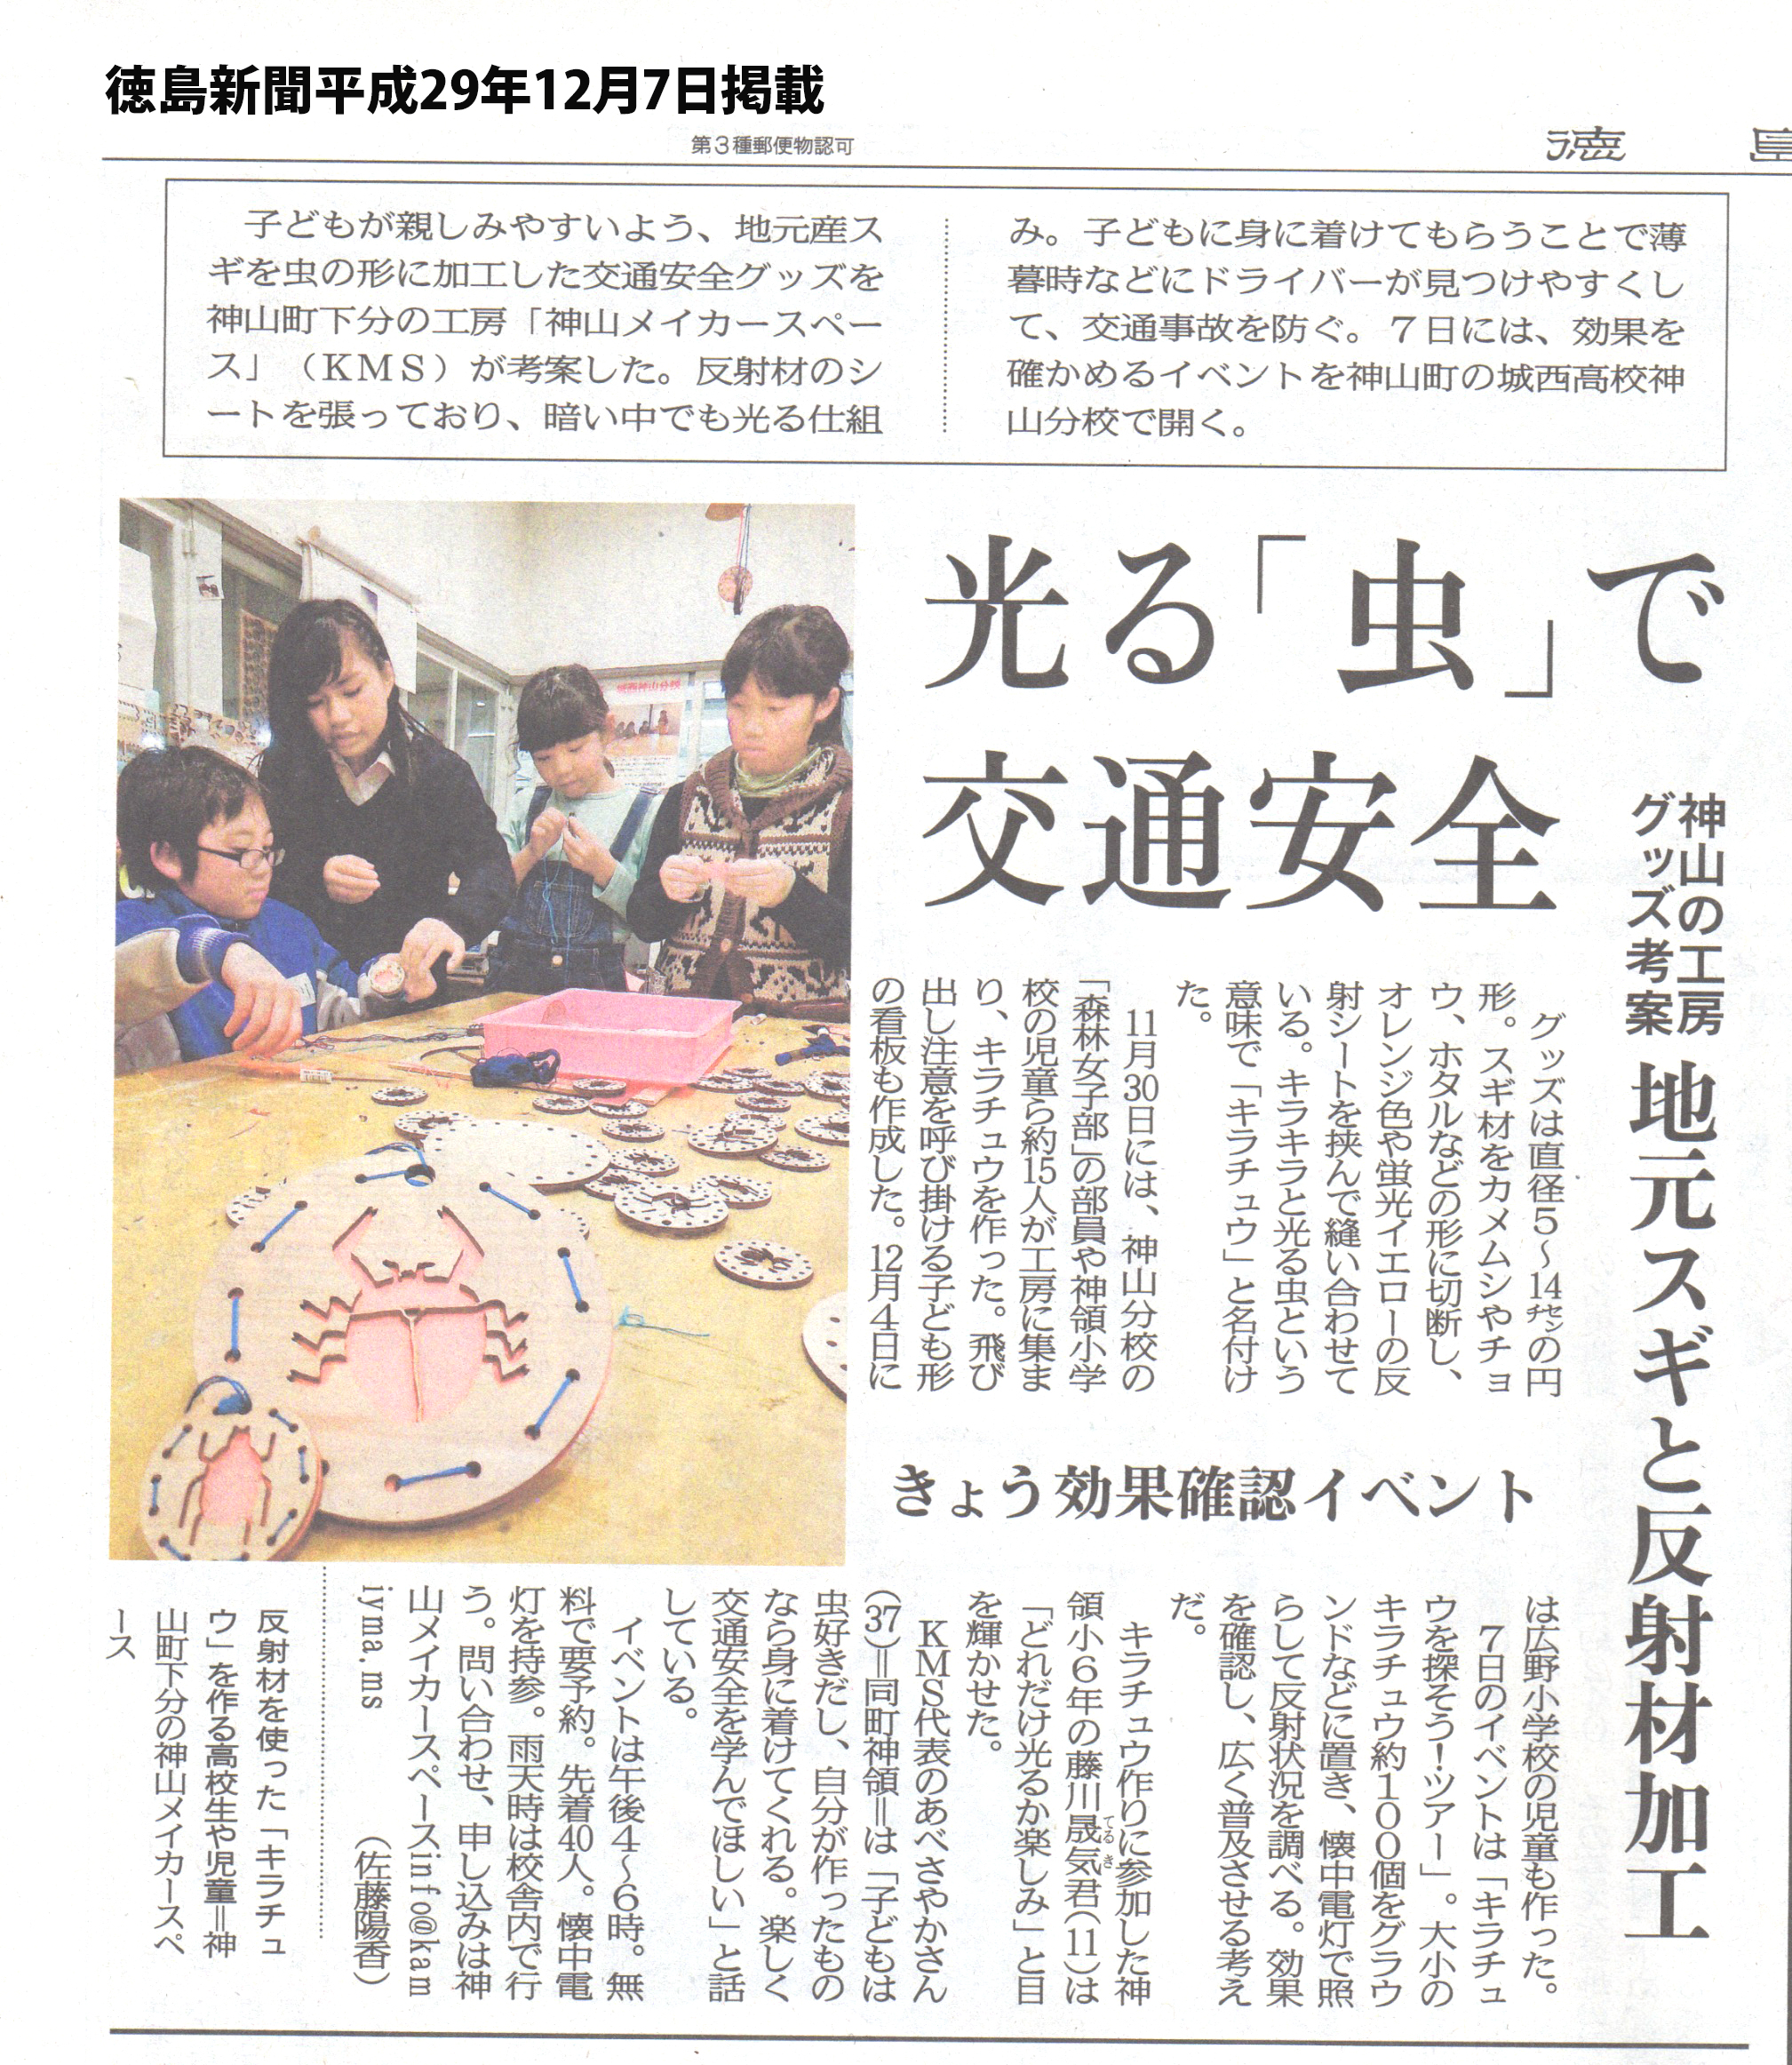 徳島新聞平成29年12月7日掲載
第3種郵便物認可
徳島
子どもが親しみやすいよう、地元産ス
ギを虫の形に加工した交通安全グッズを
神山町下分の工房「神山メイカースペー
ス」（KMS）が考案した。反射材のシ
ートを張っており、暗い中でも光る仕組
み。子どもに身に着けてもらうことで薄
暮時などにドライバーが見つけやすくし
て、交通事故を防ぐ。7日には、効果を
確かめるイベントを神山町の城西高校神
山分校で開く。
光る「虫」で
交通安全
神山の工房
グッズ考案
地元スギと反射材加工
グッズは直径5～14㌢の円
形。スギ材をカメムシやチョ
ウ、ホタルなどの形に切断し、
オレンジ色や蛍光イエローの反
射シートを挟んで縫い合わせて
いる。キラキラと光る虫という
意味で「キラチュウ」と名付け
た。
11月30日には、神山分校の
「森林女子部」の部員や神領小学
校の児童ら約15人が工房に集ま
り、キラチュウを作った。飛び
出し注意を呼び掛ける子ども形
の看板も作成した。12月4日に
きょう効果確認イベント
は広野小学校の児童も作った。
7日のイベントは「キラチュ
ウを探そう！ツアー」。大小の
キラチュウ約100個をグラウ
ンドなどに置き、懐中電灯で照
らして反射状況を調べる。効果
を確認し、広く普及させる考え
だ。
キラチュウ作りに参加した神
領小6年の藤川晟気君（11）は
てるき
「どれだけ光るか楽しみ」と目
を輝かせた。
KMS代表のあべさやかさん
（37）＝同町神領＝は「子どもは
虫好きだし、自分が作ったもの
なら身に着けてくれる。楽しく
交通安全を学んでほしい」と話
している。
イベントは午後4～6時。無
料で要予約。先着40人。懐中電
灯を持参。雨天時は校舎内で行
う。問い合わせ、申し込みは神
山メイカースペースinfo@kam
iyma.ms （佐藤陽香）
反射材を使った「キラチュ
ウ」を作る高校生や児童＝神
山町下分の神山メイカースペ
ース